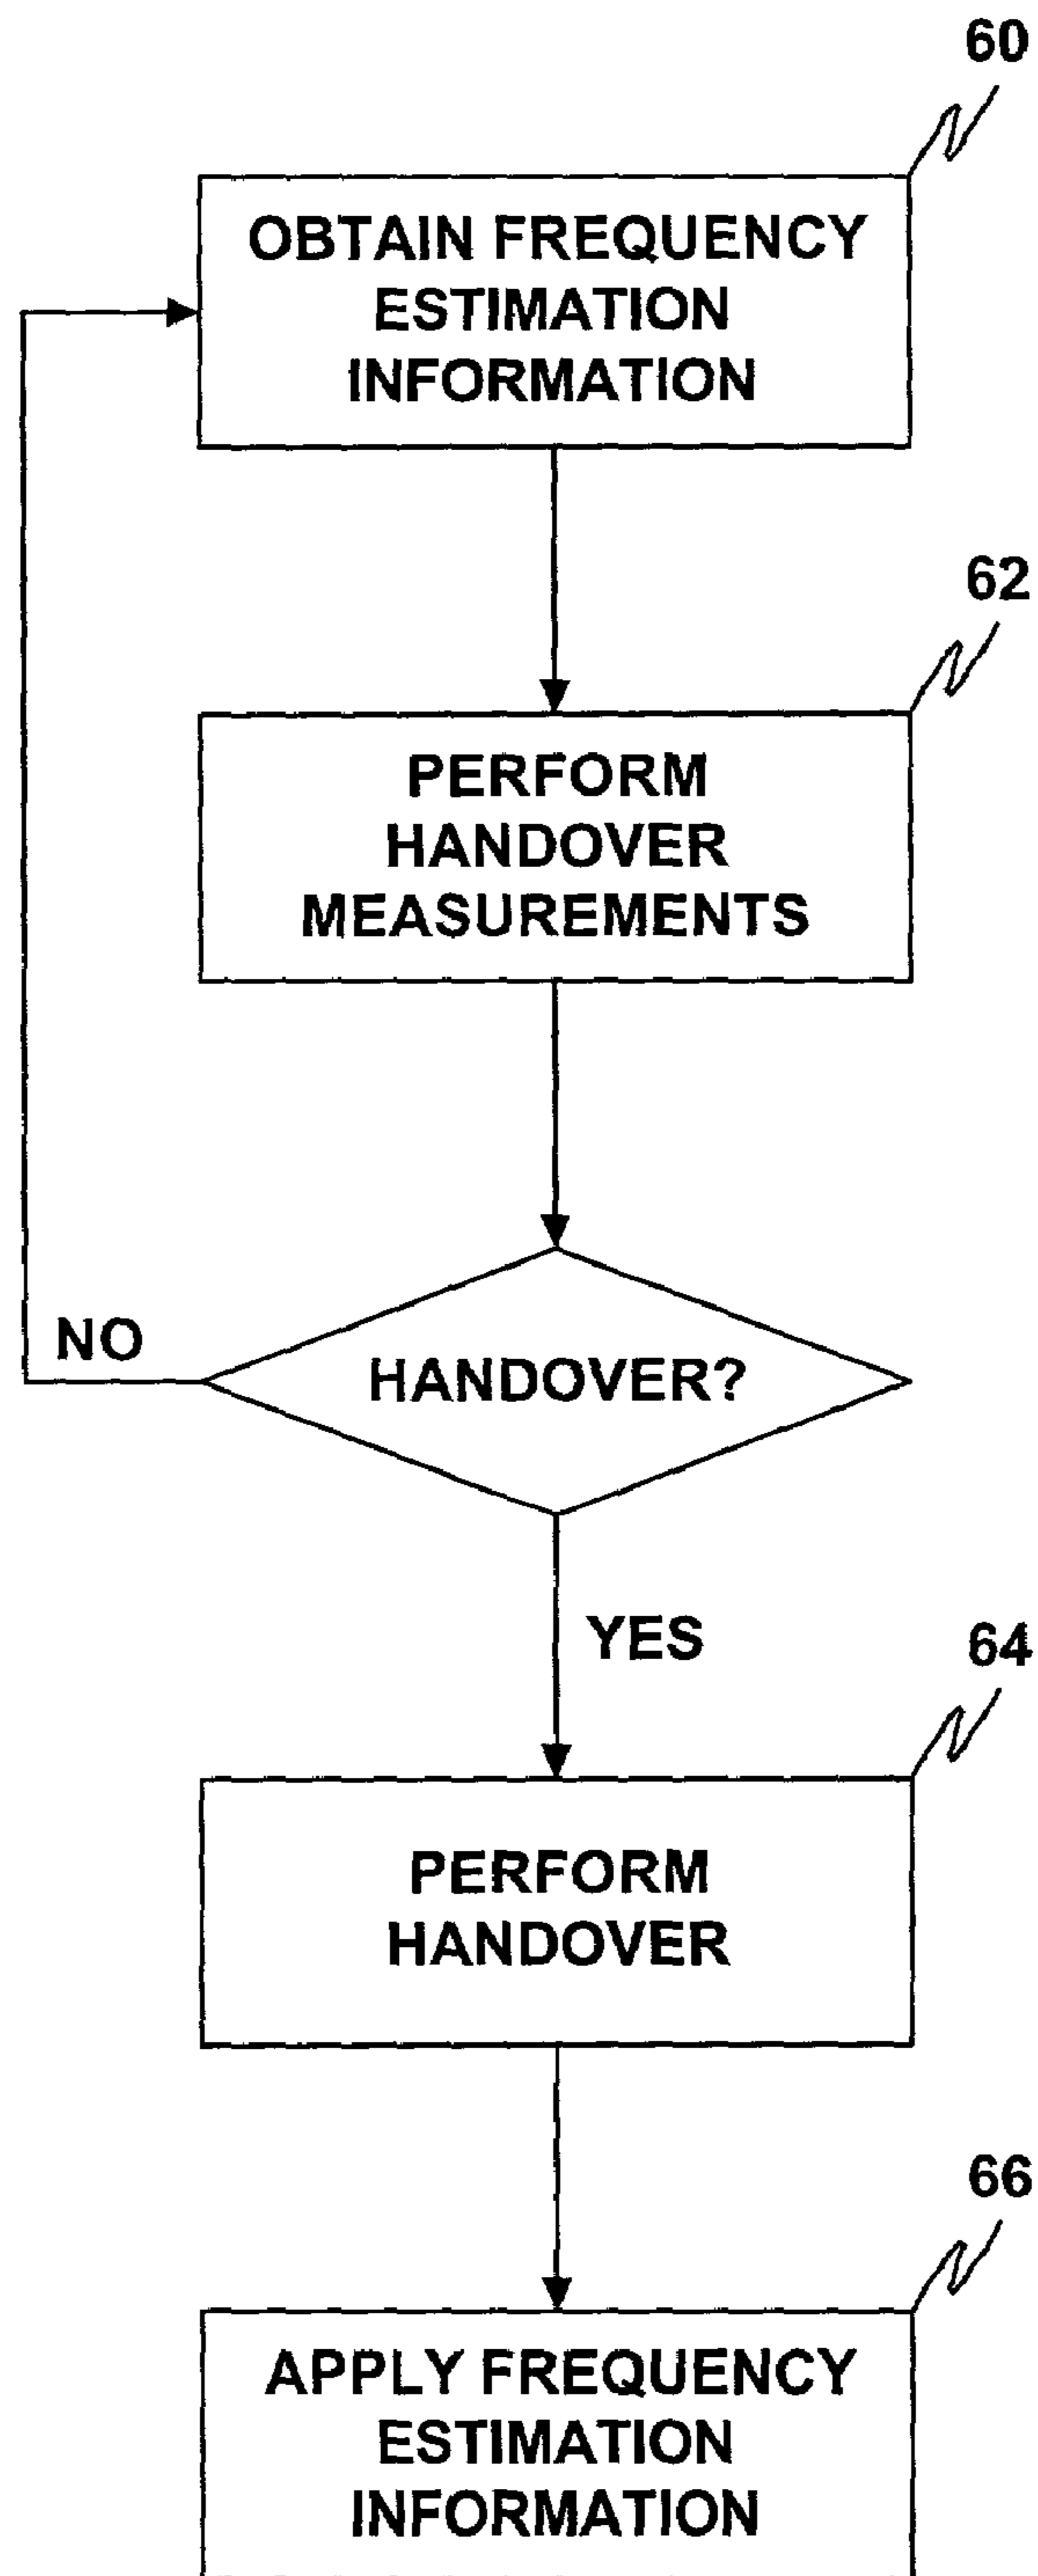 60
OBTAIN FREQUENCY
ESTIMATION
INFORMATION
62
PERFORM
HANDOVER
MEASUREMENTS
HANDOVER?
NO
YES
64
PERFORM
HANDOVER
66
APPLY FREQUENCY
ESTIMATION
INFORMATION